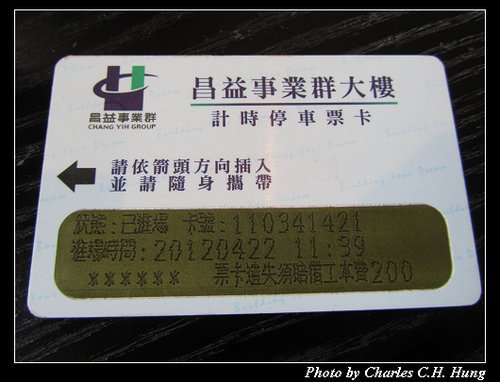 昌益事業群
CHANG YIH GROUP
昌益事業群大樓
計時停車票卡
請依箭頭方向插入
並請隨身攜帶
狀態:已進場 卡號:110341421
進場時間:20120422 11:39
****** 票卡遺失須賠償工本費200
Photo by Charles C.H. Hung